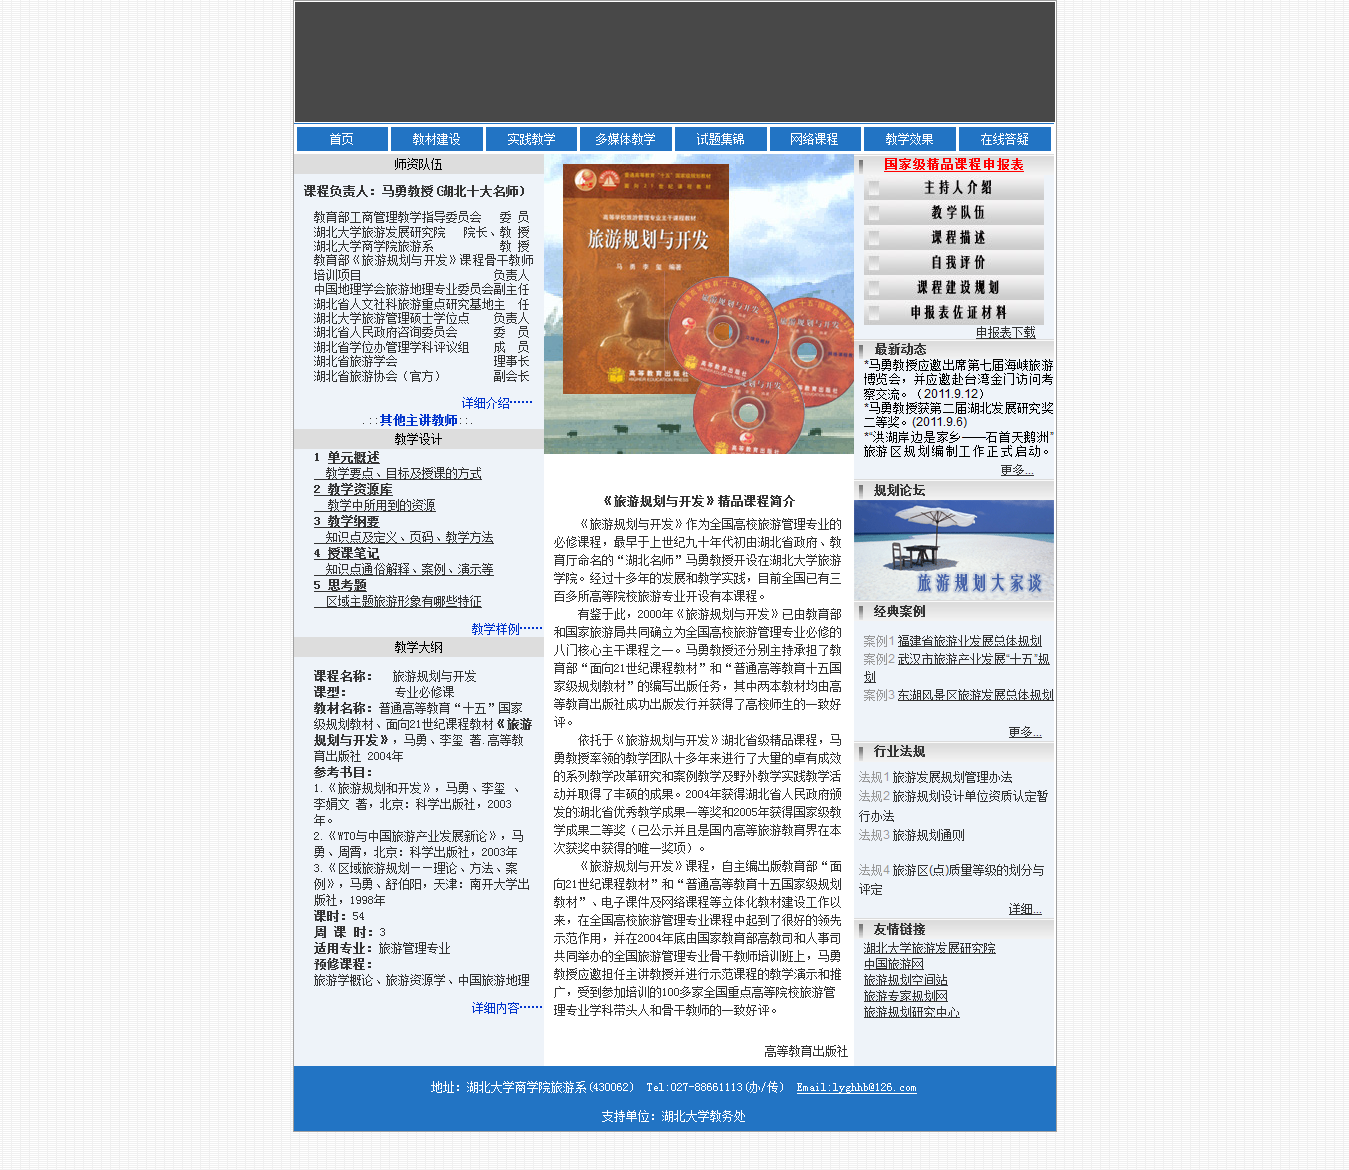 首页 教材建设 实践教学 多媒体教学 试题集锦 网络课程 教学效果 在线答疑
师资队伍
课程负责人：马勇教授(湖北十大名师)
教育部工商管理教学指导委员会 委 员
湖北大学旅游发展研究院 院长、教 授
湖北大学商学院旅游系 教 授
教育部《旅游规划与开发》课程骨干教师
培训项目 负责人
中国地理学会旅游地理专业委员会副主任
湖北省人文社科旅游重点研究基地主 任
湖北大学旅游管理硕士学位点 负责人
湖北省人民政府咨询委员会 委 员
湖北省学位办管理学科评议组 成 员
湖北省旅游学会 理事长
湖北省旅游协会（官方） 副会长
详细介绍……
.::其他主讲教师::.
教学设计
1 单元概述
教学要点、目标及授课的方式
2 教学资源库
教学中所用到的资源
3 教学纲要
知识点及定义、页码、教学方法
4 授课笔记
知识点通俗解释、案例、演示等
5 思考题
区域主题旅游形象有哪些特征
教学样例……
教学大纲
课程名称： 旅游规划与开发
课型： 专业必修课
教材名称：普通高等教育“十五”国家
级规划教材、面向21世纪课程教材《旅游
规划与开发》，马勇、李玺 著.高等教
育出版社 2004年
参考书目：
1.《旅游规划和开发》，马勇、李玺 、
李娟文 著，北京：科学出版社，2003
年。
2.《WTO与中国旅游产业发展新论》，马
勇、周霄，北京：科学出版社，2003年
3.《区域旅游规划－－理论、方法、案
例》，马勇、舒伯阳，天津：南开大学出
版社，1998年
课时：54
周 课 时：3
适用专业：旅游管理专业
预修课程：
旅游学概论、旅游资源学、中国旅游地理
详细内容……
普通高等教育“十五”国家级规划教材
面向21世纪课程教材
高等学校旅游管理专业主干课程教材
旅游规划与开发
马 勇 李 玺 编著
高等教育出版社
HIGHER EDUCATION PRESS
《旅游规划与开发》精品课程简介
《旅游规划与开发》作为全国高校旅游管理专业的
必修课程，最早于上世纪九十年代初由湖北省政府、教
育厅命名的“湖北名师”马勇教授开设在湖北大学旅游
学院。经过十多年的发展和教学实践，目前全国已有三
百多所高等院校旅游专业开设有本课程。
有鉴于此，2000年《旅游规划与开发》已由教育部
和国家旅游局共同确立为全国高校旅游管理专业必修的
八门核心主干课程之一。马勇教授还分别主持承担了教
育部“面向21世纪课程教材”和“普通高等教育十五国
家级规划教材”的编写出版任务，其中两本教材均由高
等教育出版社成功出版发行并获得了高校师生的一致好
评。
依托于《旅游规划与开发》湖北省级精品课程，马
勇教授率领的教学团队十多年来进行了大量的卓有成效
的系列教学改革研究和案例教学及野外教学实践教学活
动并取得了丰硕的成果。2004年获得湖北省人民政府颁
发的湖北省优秀教学成果一等奖和2005年获得国家级教
学成果二等奖（已公示并且是国内高等旅游教育界在本
次获奖中获得的唯一奖项）。
《旅游规划与开发》课程，自主编出版教育部“面
向21世纪课程教材”和“普通高等教育十五国家级规划
教材”、电子课件及网络课程等立体化教材建设工作以
来，在全国高校旅游管理专业课程中起到了很好的领先
示范作用，并在2004年底由国家教育部高教司和人事司
共同举办的全国旅游管理专业骨干教师培训班上，马勇
教授应邀担任主讲教授并进行示范课程的教学演示和推
广，受到参加培训的100多家全国重点高等院校旅游管
理专业学科带头人和骨干教师的一致好评。
高等教育出版社
国家级精品课程申报表
主持人介绍
教学队伍
课程描述
自我评价
课程建设规划
申报表佐证材料
申报表下载
最新动态
*马勇教授应邀出席第七届海峡旅游
博览会，并应邀赴台湾金门访问考
察交流。（2011.9.12）
*马勇教授获第二届湖北发展研究奖
二等奖。(2011.9.6)
*“洪湖岸边是家乡——石首天鹅洲”
旅游区规划编制工作正式启动。
更多...
规划论坛
旅游规划大家谈
经典案例
案例1 福建省旅游业发展总体规划
案例2 武汉市旅游产业发展“十五”规
划
案例3 东湖风景区旅游发展总体规划
更多...
行业法规
法规1 旅游发展规划管理办法
法规2 旅游规划设计单位资质认定暂
行办法
法规3 旅游规划通则
法规4 旅游区(点)质量等级的划分与
评定
详细...
友情链接
湖北大学旅游发展研究院
中国旅游网
旅游规划空间站
旅游专家规划网
旅游规划研究中心
地址：湖北大学商学院旅游系(430062) Tel:027-88661113(办/传) Email:lyghhb@126.com
支持单位：湖北大学教务处